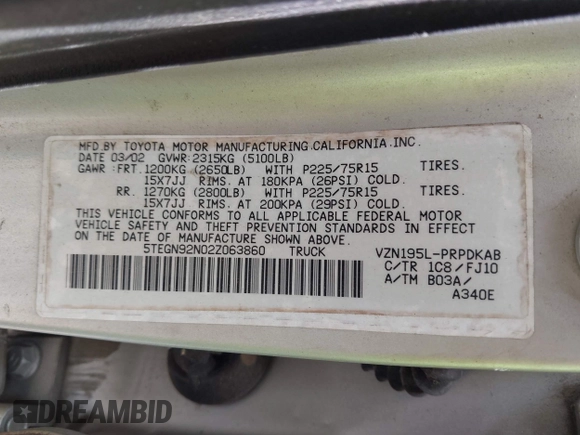 MFD.BY TOYOTA MOTOR MANUFACTURING,CALIFORNIA,INC.
DATE 03/02 GVWR:2315KG (5100LB)
GAWR:FRT.1200KG (2650LB) WITH P225/75R15
15X7JJ RIMS. AT 180KPA (26PSI) COLD.
RR. 1270KG (2800LB) WITH P225/75R15
15X7JJ RIMS. AT 200KPA (29PSI) COLD.
THIS VEHICLE CONFORMS TO ALL APPLICABLE FEDERAL MOTOR
VEHICLE SAFETY AND THEFT PREVENTION STANDARDS IN EFFECT
ON THE DATE OF MANUFACTURE SHOWN ABOVE.
5TEGN92N02Z063860 TRUCK VZN195L-PRPDKAB
C/TR 1C8/FJ10
A/TM B03A/
A340E
DREAMBID